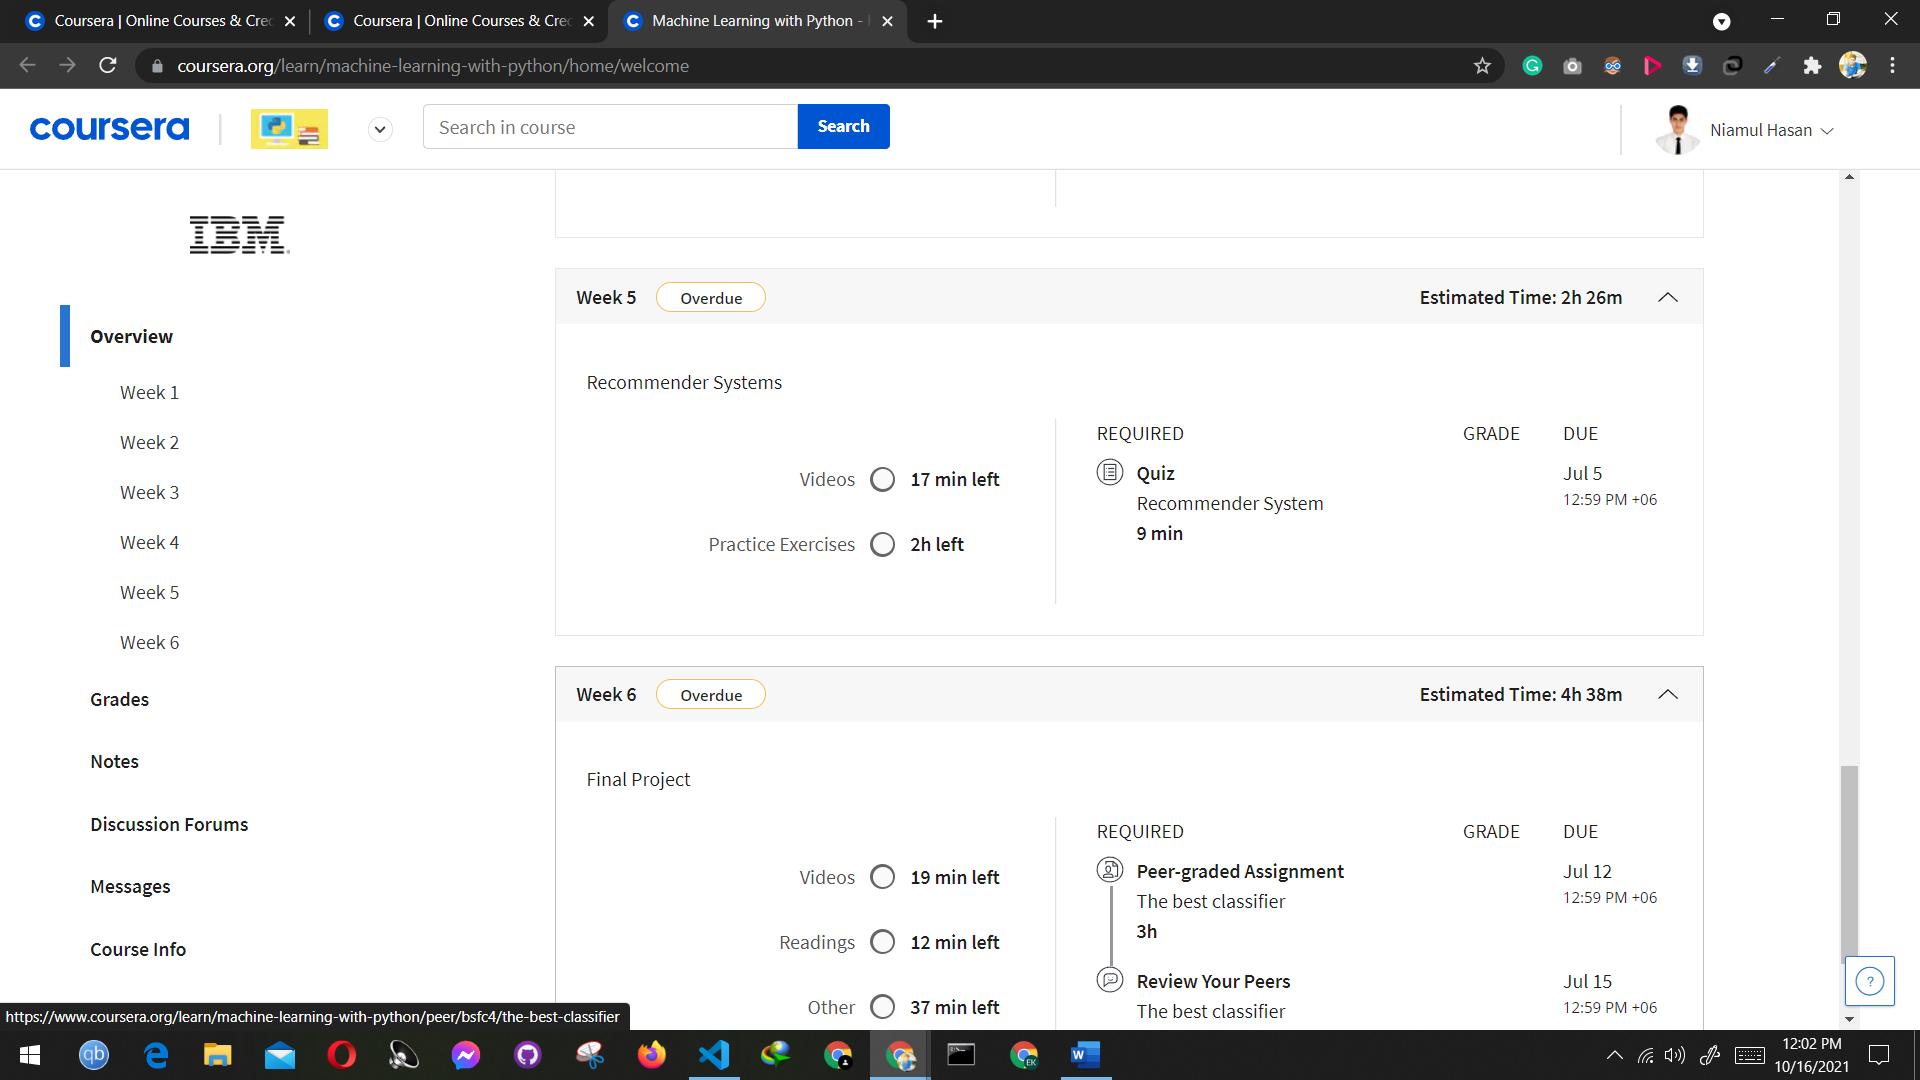 Coursera | Online Courses & Cre
Coursera | Online Courses & Cre
Machine Learning with Python -
coursera.org/learn/machine-learning-with-python/home/welcome
coursera
Search in course
Search
Niamul Hasan
IBM
Overview
Week 1
Week 2
Week 3
Week 4
Week 5
Week 6
Grades
Notes
Discussion Forums
Messages
Course Info
Week 5
Overdue
Estimated Time: 2h 26m
Recommender Systems
Videos 17 min left
Practice Exercises 2h left
REQUIRED GRADE DUE
Quiz Jul 5
Recommender System 12:59 PM +06
9 min
Week 6
Overdue
Estimated Time: 4h 38m
Final Project
Videos 19 min left
Readings 12 min left
Other 37 min left
REQUIRED GRADE DUE
Peer-graded Assignment Jul 12
The best classifier 12:59 PM +06
3h
Review Your Peers Jul 15
The best classifier 12:59 PM +06
?
https://www.coursera.org/learn/machine-learning-with-python/peer/bsfc4/the-best-classifier
qb
EK
W
12:02 PM
10/16/2021